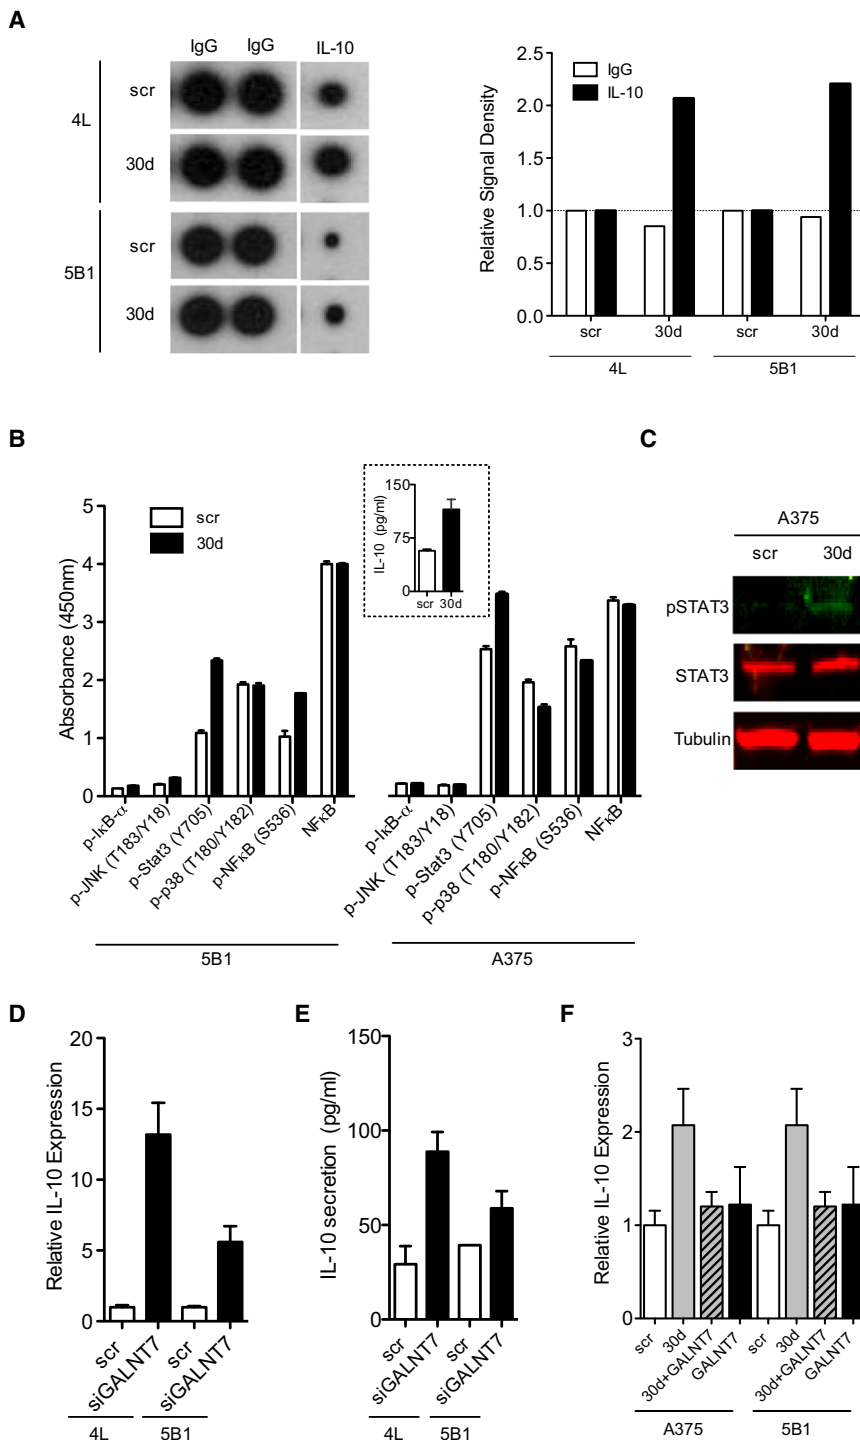 A
IgG IgG IL-10
4L
scr
30d
5B1
scr
30d
Relative Signal Density
2.5
2.0
1.5
1.0
0.5
0.0
IgG
IL-10
scr 30d scr 30d
4L 5B1
B
Absorbance (450nm)
5
4
3
2
1
0
scr
30d
IL-10 (pg/ml)
150
75
0
scr 30d
p-IκB-α
p-JNK (T183/Y18)
p-Stat3 (Y705)
p-p38 (T180/Y182)
p-NFκB (S536)
NFκB
p-IκB-α
p-JNK (T183/Y18)
p-Stat3 (Y705)
p-p38 (T180/Y182)
p-NFκB (S536)
NFκB
5B1 A375
C
A375
scr 30d
pSTAT3
STAT3
Tubulin
D
Relative IL-10 Expression
20
15
10
5
0
scr
siGALNT7
scr
siGALNT7
4L 5B1
E
IL-10 secretion (pg/ml)
150
100
50
0
scr
siGALNT7
scr
siGALNT7
4L 5B1
F
Relative IL-10 Expression
3
2
1
0
scr
30d
30d+GALNT7
GALNT7
scr
30d
30d+GALNT7
GALNT7
A375 5B1